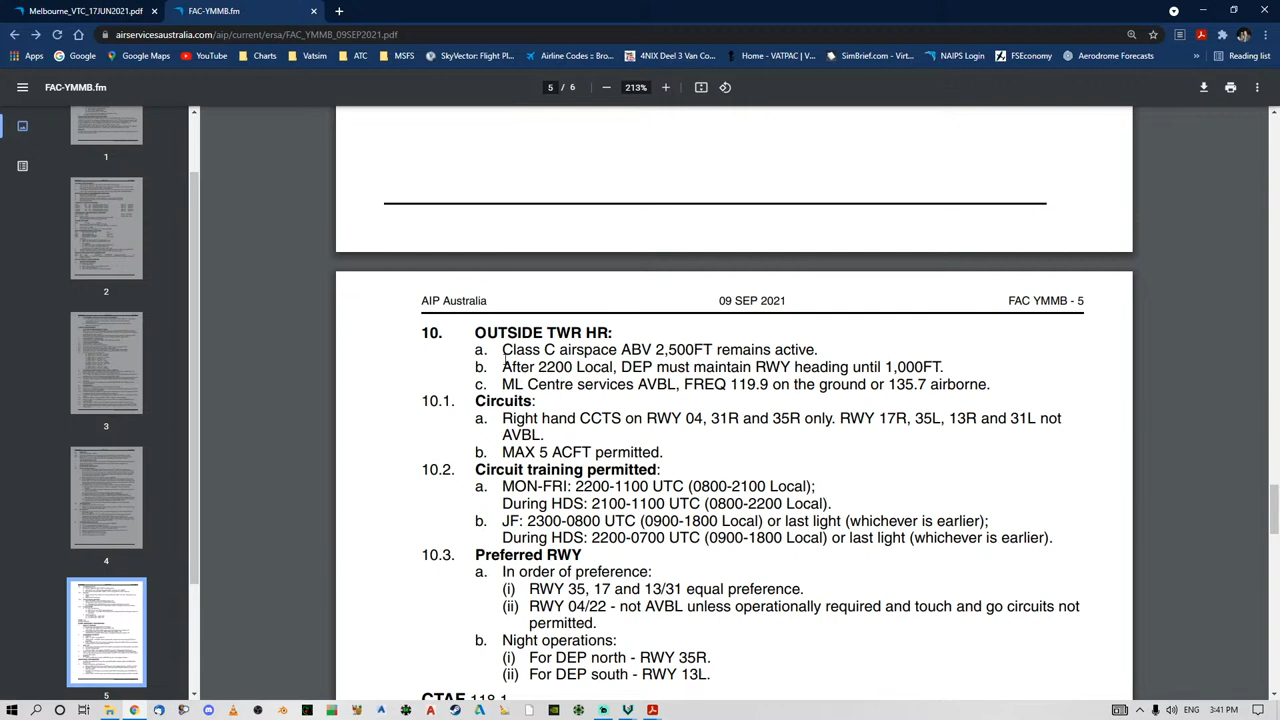 Melbourne_VTC_17JUN2021.pdf
FAC-YMMB.fm
airservicesaustralia.com/aip/current/ersa/FAC_YMMB_09SEP2021.pdf
Apps
Google
Google Maps
YouTube
Vatsim
ATC
MSFS
SkyVector: Flight Pl...
Airline Codes :: Bro...
4NIX Deel 3 Van Co...
Home - VATPAC | V...
SimBrief.com - Virt...
NAIPS Login
FSEconomy
Aerodrome Forecasts
»
Reading list
FAC-YMMB.fm
5 / 6
213%
1
2
3
4
5
AIP Australia
09 SEP 2021
FAC YMMB - 5
10. OUTSIDE TWR HR:
a. Class C airspace ABV 2,500FT remains active.
2200 Local, DEP must maintain RWY heading until 1,000FT.
c. ML Centre services AVBL, FREQ 119.9 on the ground or 135.7 airborne.
10.1. Circuits:
a. Right hand CCTS on RWY 04, 31R and 35R only. RWY 17R, 35L, 13R and 31L not
AVBL.
b. MAX 5 ACFT permitted.
10.2. Circuit training permitted:
a. MON-FRI: 2200-1100 UTC (0800-2100 Local);
During HDS: 2100-1100 UTC (0800-2200 Local).
b. 2300-0800 UTC (0900-1800 Local) or last light (whichever is earlier);
During HDS: 2200-0700 UTC (0900-1800 Local) or last light (whichever is earlier).
10.3. Preferred RWY
a. In order of preference:
(i) RWY 35, 17, and 13/31 equal preference.
(ii) RWY 04/22 - not AVBL unless operationally required and touch and go circuits not
permitted.
b. Night operations:
(i) For DEP north - RWY 35R.
(ii) For DEP south - RWY 13L.
CTAF 118.1
ENG
3:41 PM